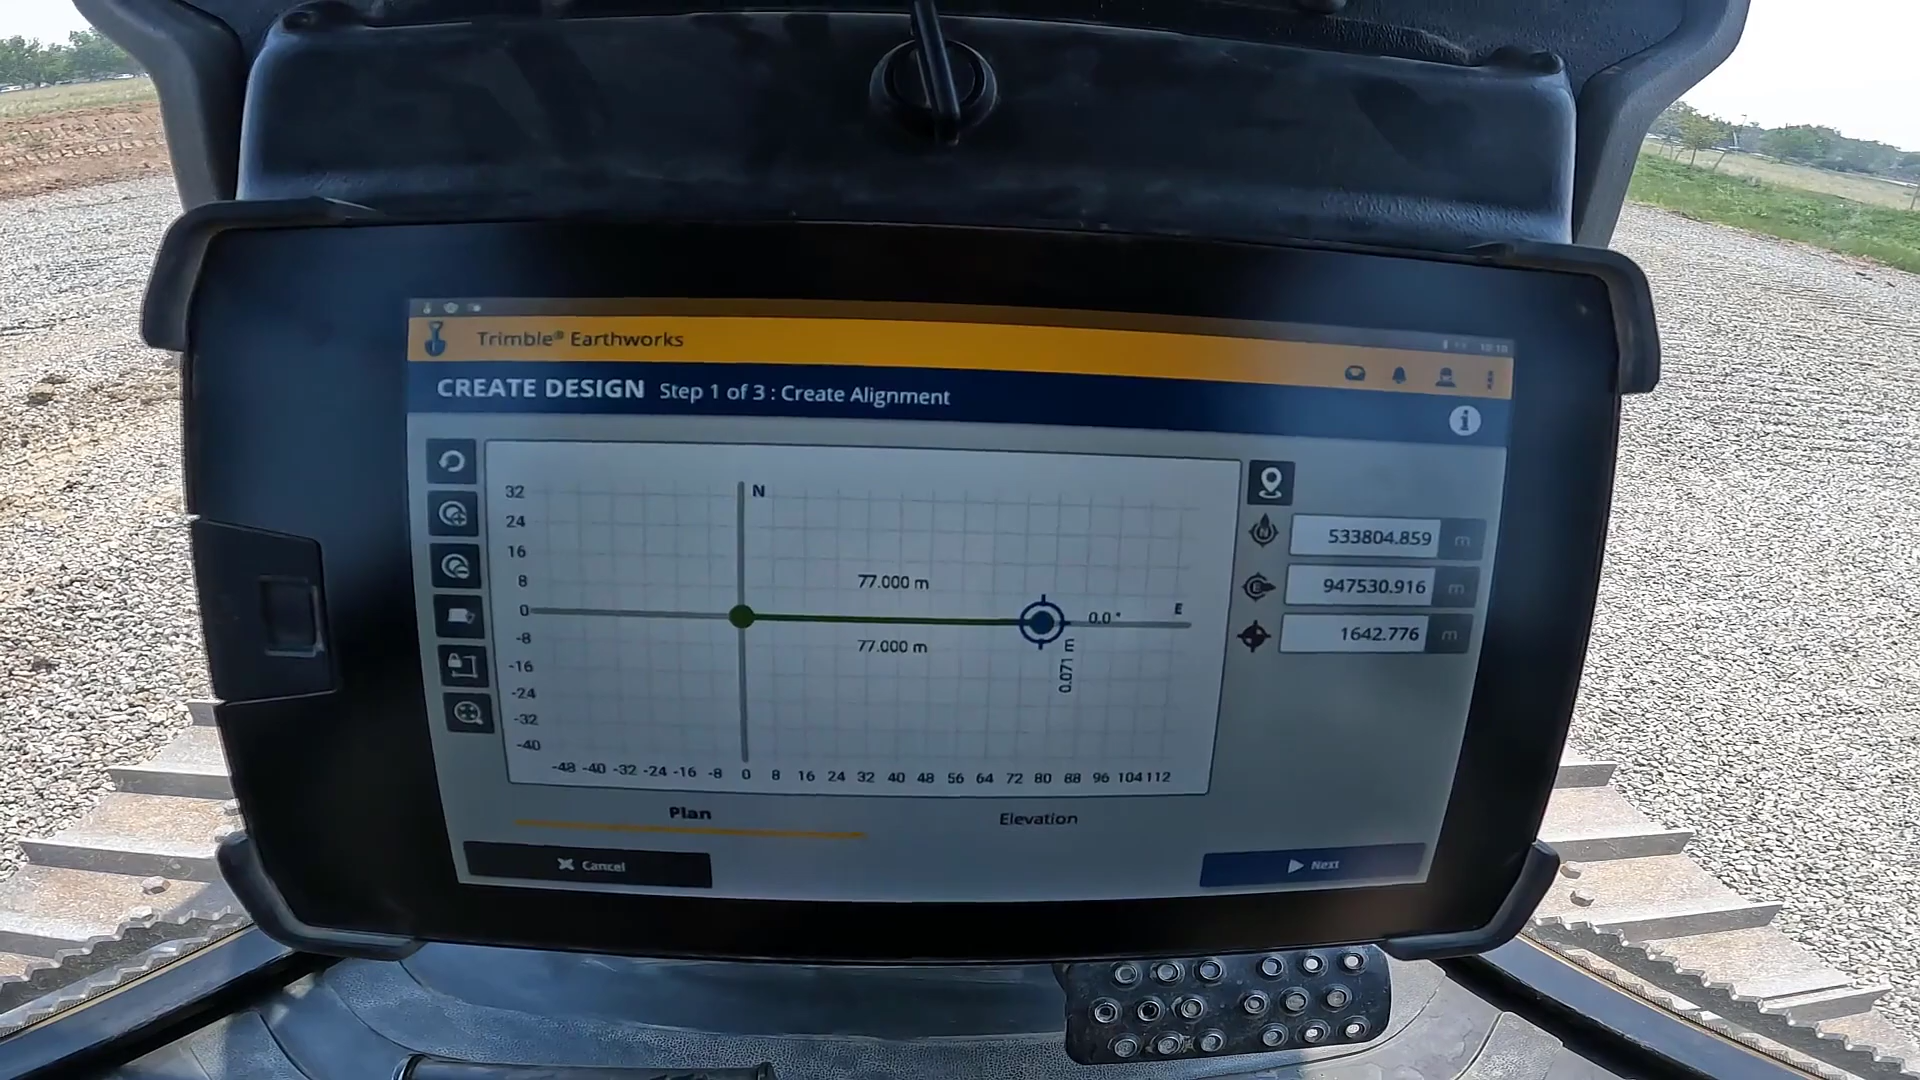 Trimble® Earthworks
10:10
CREATE DESIGN Step 1 of 3 : Create Alignment
i
N
32
24
16
8
0
-8
-16
-24
-32
-40
77.000 m
77.000 m
0.0 °
E
0.071 m
-48 -40 -32 -24 -16 -8 0 8 16 24 32 40 48 56 64 72 80 88 96 104 112
N 533804.859 m
E 947530.916 m
1642.776 m
Plan
Elevation
Cancel
Next